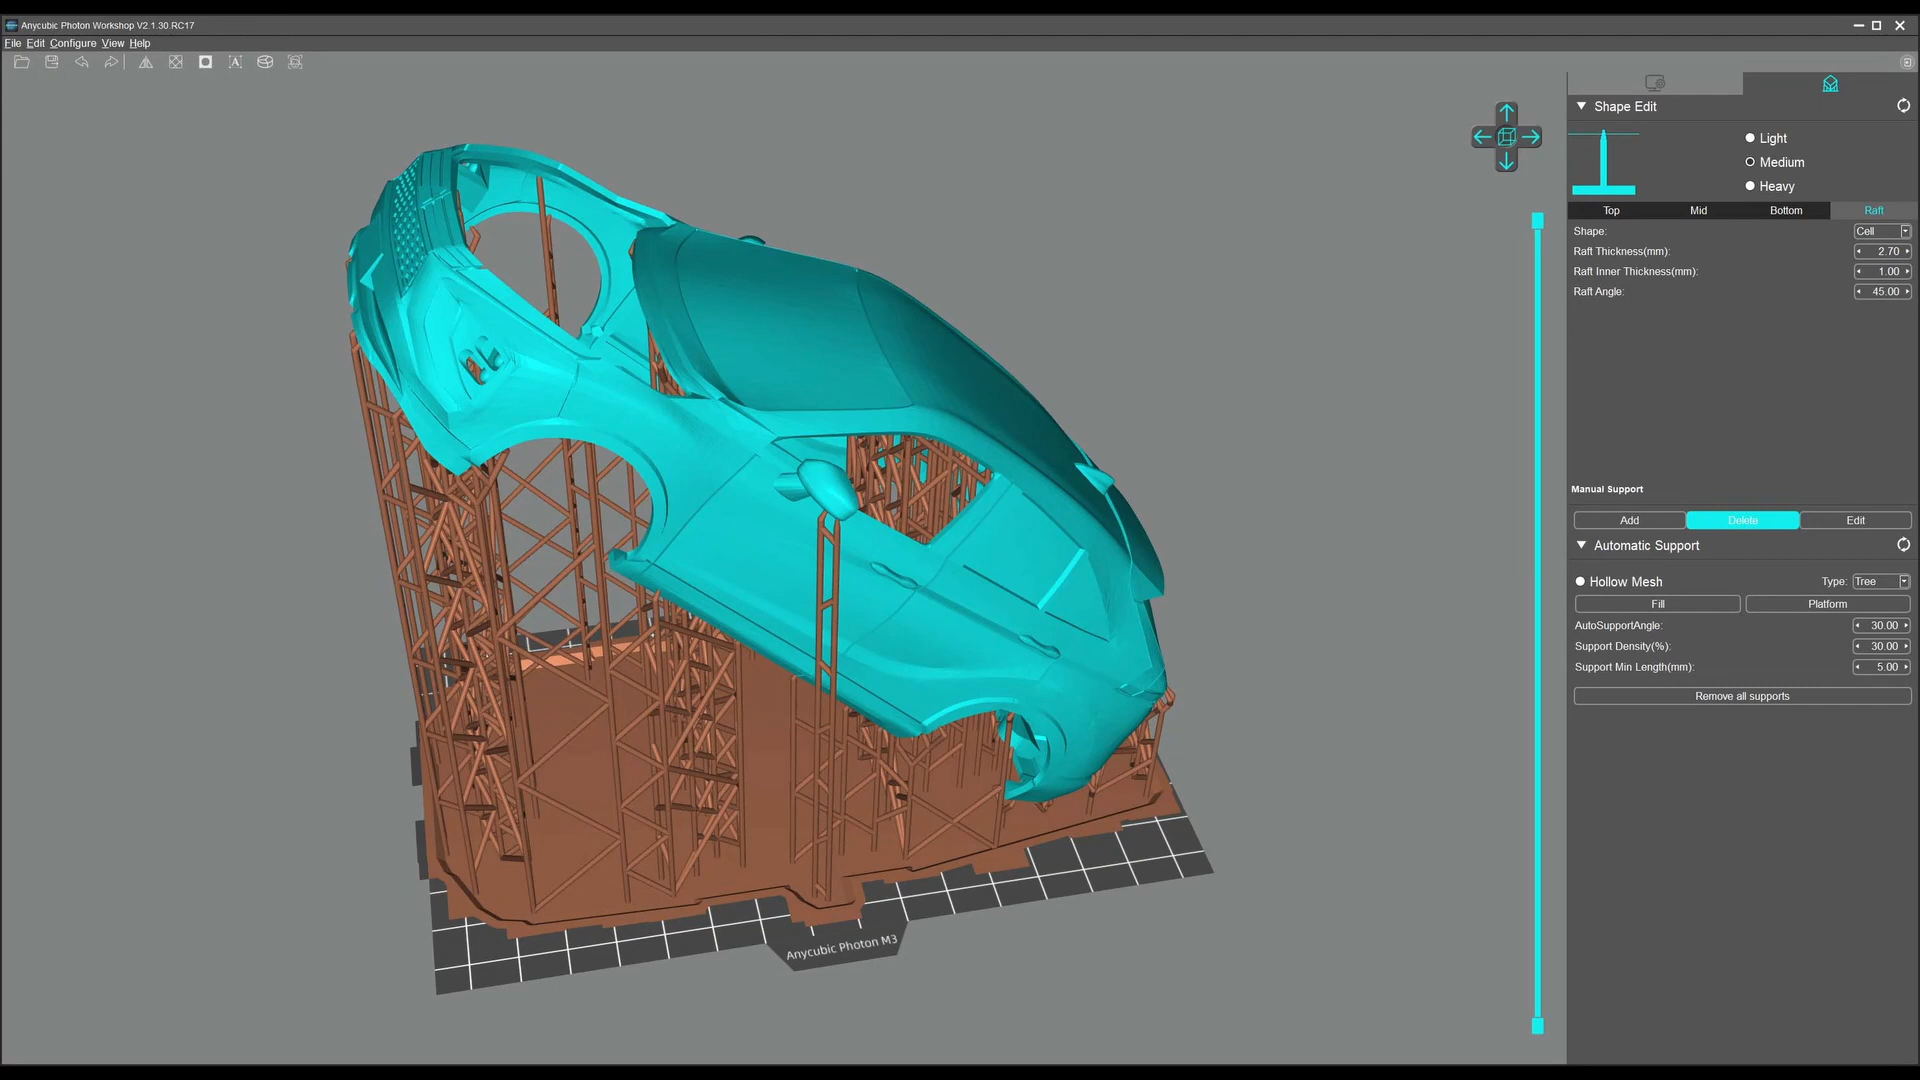 Anycubic Photon Workshop V2.1.30.RC17
File Edit Configure View Help
Shape Edit
Light
Medium
Heavy
Top Mid Bottom Raft
Shape: Cell
Raft Thickness(mm): 2.70
Raft Inner Thickness(mm): 1.00
Raft Angle: 45.00
Manual Support
Add Delete Edit
Automatic Support
Hollow Mesh Type: Tree
Fill Platform
AutoSupportAngle: 30.00
Support Density(%): 30.00
Support Min Length(mm): 5.00
Remove all supports
Anycubic Photon M3